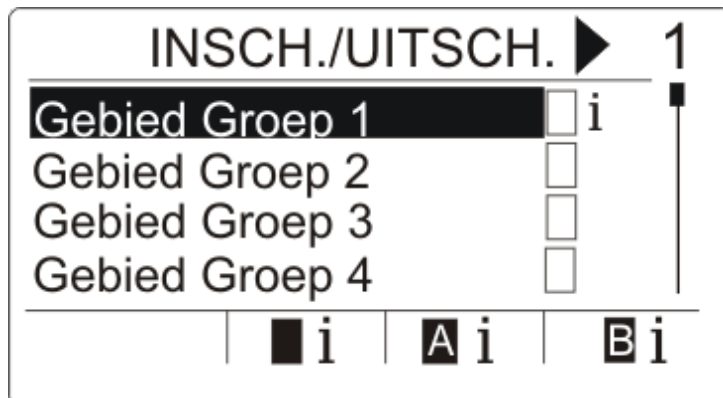 INSCH./UITSCH. ▶ 1
Gebied Groep 1 i
Gebied Groep 2
Gebied Groep 3
Gebied Groep 4
i A i B i